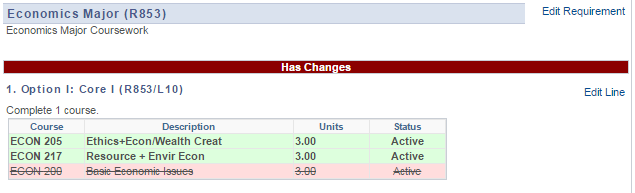 Economics Major (R853) Edit Requirement
Economics Major Coursework
Has Changes
1. Option I: Core I (R853/L10) Edit Line
Complete 1 course.
Course Description Units Status
ECON 205 Ethics+Econ/Wealth Creat 3.00 Active
ECON 217 Resource + Envir Econ 3.00 Active
ECON 200 Basic Economic Issues 3.00 Active